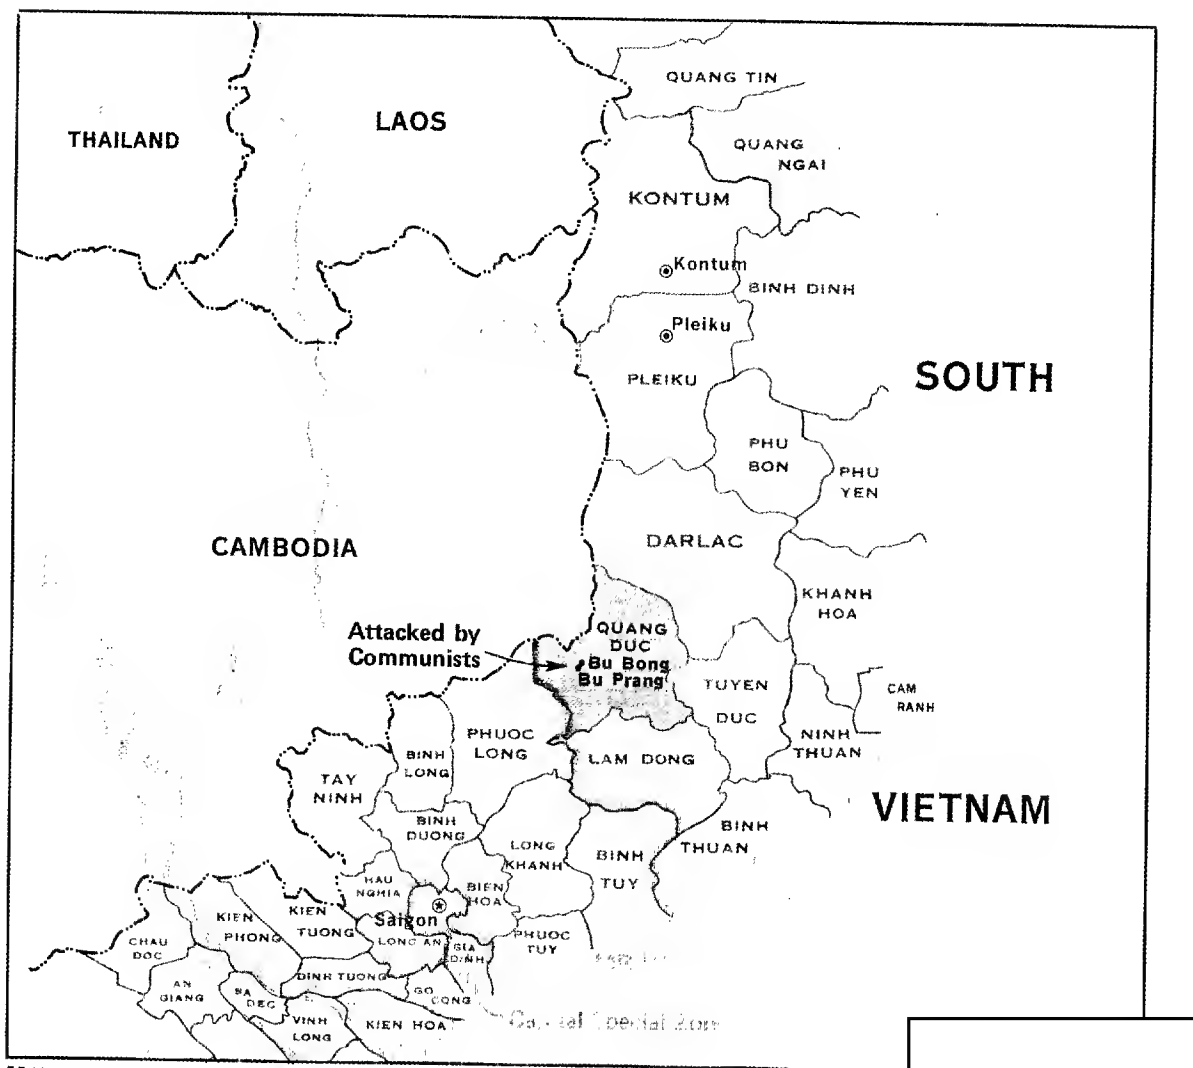 QUANG TIN
LAOS
THAILAND
QUANG
NGAI
KONTUM
Kontum
BINH DINH
Pleiku
PLEIKU
SOUTH
PHU
BON
PHU
YEN
DARLAC
CAMBODIA
KHANH
HOA
Attacked by
Communists
QUANG
DUC
Bu Bong
Bu Prang
TUYEN
DUC
CAM
RANH
NINH
THUAN
PHUOC
LONG
BINH
LONG
LAM DONG
TAY
NINH
VIETNAM
BINH
DUONG
BINH
THUAN
LONG
KHANH
BINH
TUY
HAU
NGHIA
BIEN
HOA
Saigon
KIEN
PHONG
KIEN
TUONG
LONG AN
GIA
DINH
PHUOC
TUY
CHAU
DOC
DINH TUONG
AN
GIANG
SA
DEC
GO
CONG
VINH
LONG
KIEN HOA